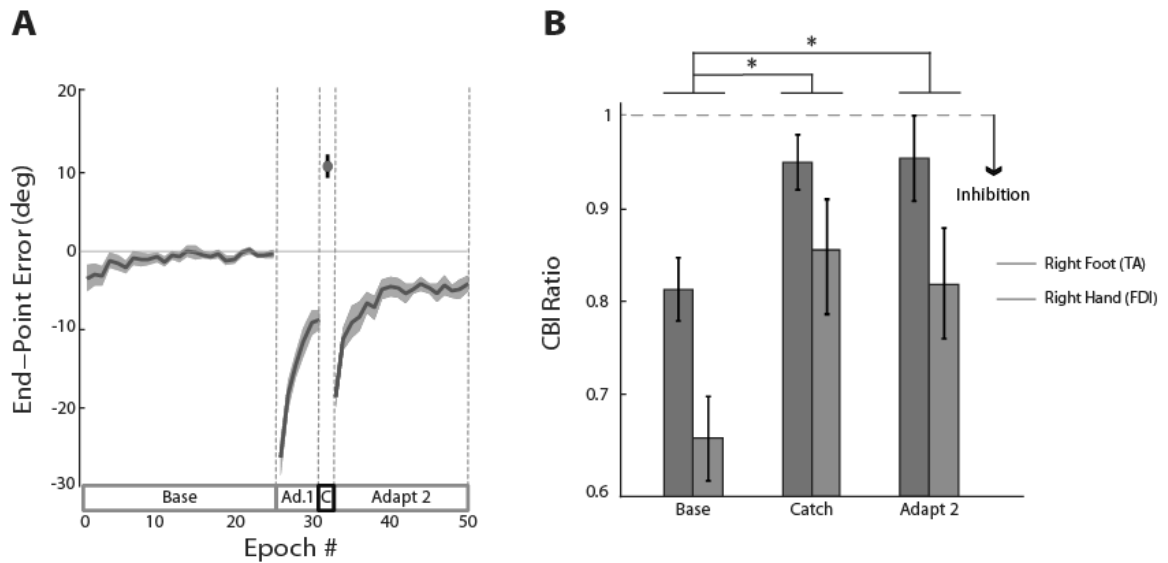 A
20
10
0
-10
-20
-30
End–Point Error (deg)
Base
Ad.1
C
Adapt 2
0
10
20
30
40
50
Epoch #
B
*
*
1
0.9
0.8
0.7
0.6
CBI Ratio
Inhibition
Right Foot (TA)
Right Hand (FDI)
Base
Catch
Adapt 2